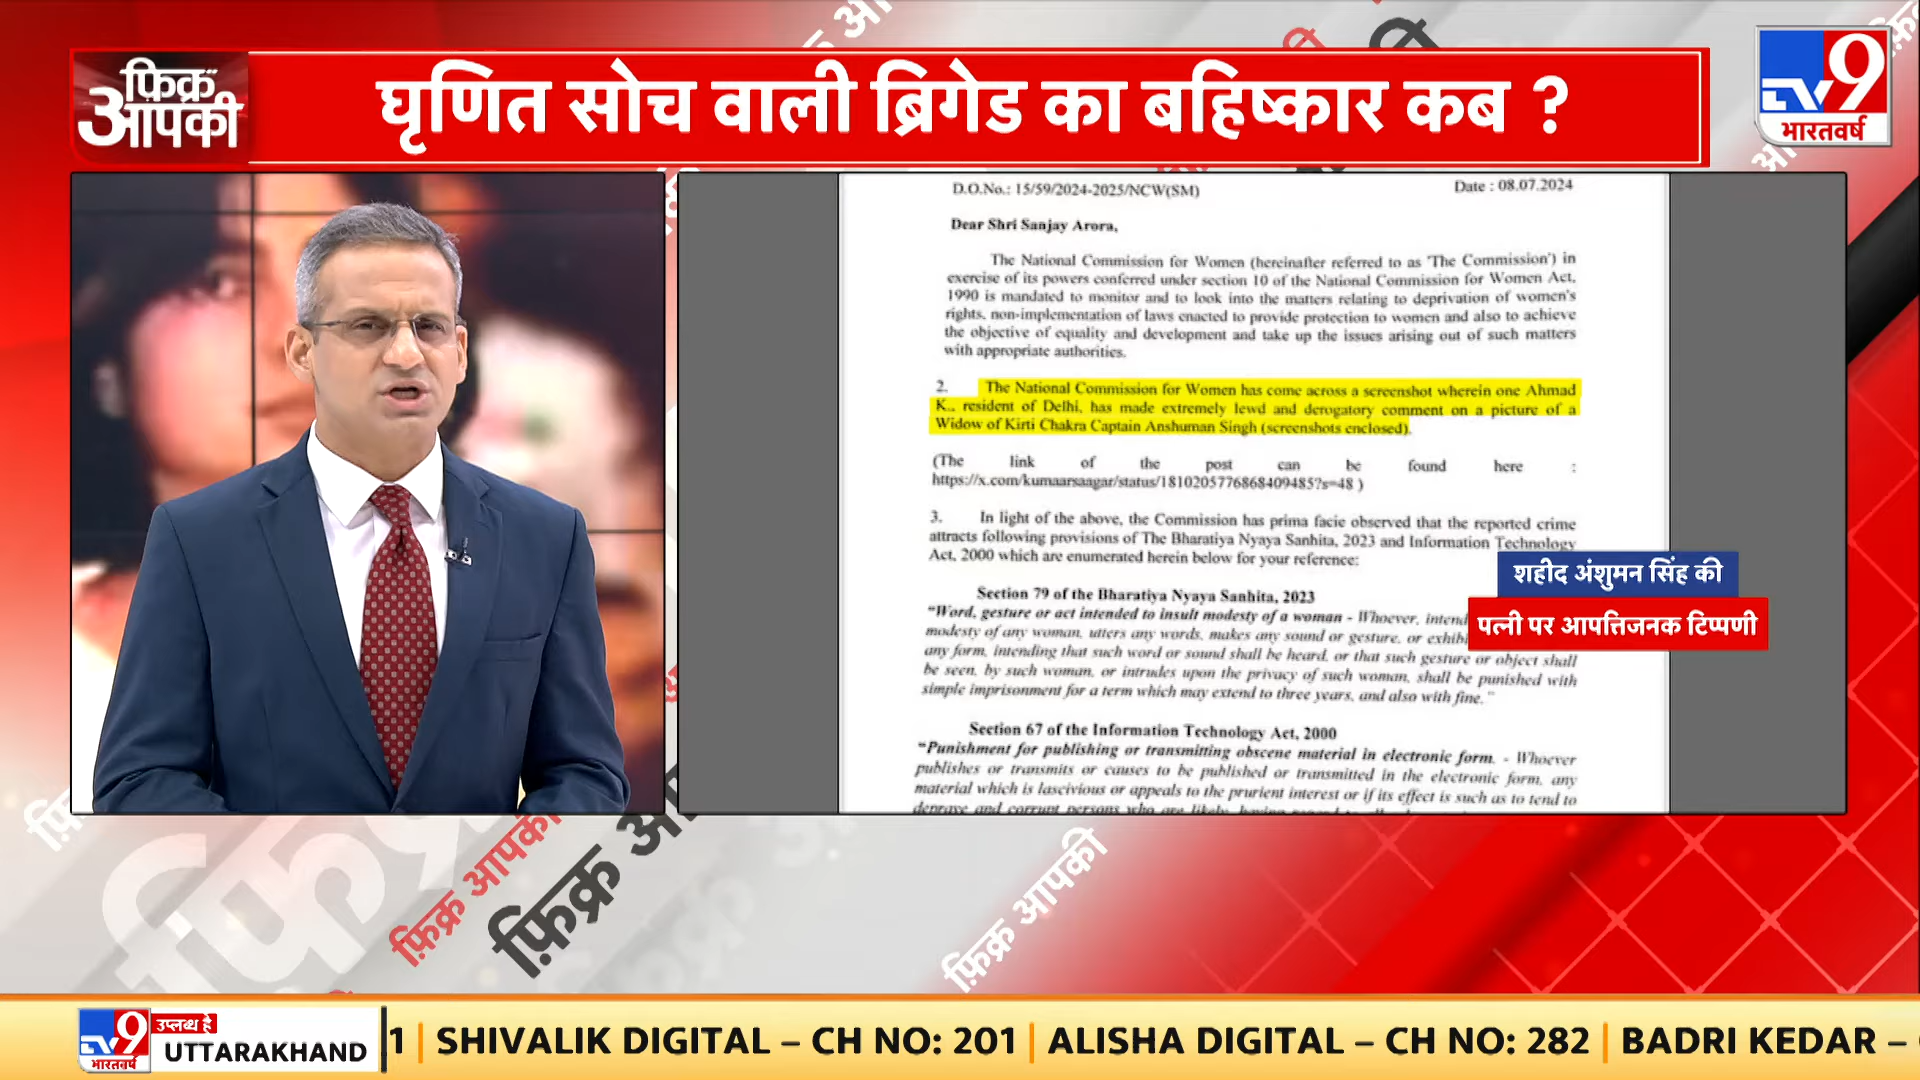 फ़िक्र आपकी
घृणित सोच वाली ब्रिगेड का बहिष्कार कब ?
TV9
भारतवर्ष
D.O.No.: 15/59/2024-2025/NCW(SM)
Date : 08.07.2024
Dear Shri Sanjay Arora,
The National Commission for Women (hereinafter referred to as 'The Commission') in
exercise of its powers conferred under section 10 of the National Commission for Women Act,
1990 is mandated to monitor and to look into the matters relating to deprivation of women's
rights, non-implementation of laws enacted to provide protection to women and also to achieve
the objective of equality and development and take up the issues arising out of such matters
with appropriate authorities.
2. The National Commission for Women has come across a screenshot wherein one Ahmad
K., resident of Delhi, has made extremely lewd and derogatory comment on a picture of a
Widow of Kirti Chakra Captain Anshuman Singh (screenshots enclosed).
(The link of the post can be found here :
https://x.com/kumaarsaagar/status/1810205776868409485?s=48 )
3. In light of the above, the Commission has prima facie observed that the reported crime
attracts following provisions of The Bharatiya Nyaya Sanhita, 2023 and Information Technology
Act, 2000 which are enumerated herein below for your reference:
Section 79 of the Bharatiya Nyaya Sanhita, 2023
"Word, gesture or act intended to insult modesty of a woman - Whoever, intend
modesty of any woman, utters any words, makes any sound or gesture, or exhibi
any form, intending that such word or sound shall be heard, or that such gesture or object shall
be seen, by such woman, or intrudes upon the privacy of such woman, shall be punished with
simple imprisonment for a term which may extend to three years, and also with fine."
Section 67 of the Information Technology Act, 2000
"Punishment for publishing or transmitting obscene material in electronic form. - Whoever
publishes or transmits or causes to be published or transmitted in the electronic form, any
material which is lascivious or appeals to the prurient interest or if its effect is such as to tend to
deprave and corrupt persons who are likely, having regard to all
शहीद अंशुमन सिंह की
पत्नी पर आपत्तिजनक टिप्पणी
फ़िक्र आपकी
फ़िक्र आ
फ़िक्र आपकी
TV9
भारतवर्ष
उपलब्ध है
UTTARAKHAND
1 | SHIVALIK DIGITAL – CH NO: 201 | ALISHA DIGITAL – CH NO: 282 | BADRI KEDAR –